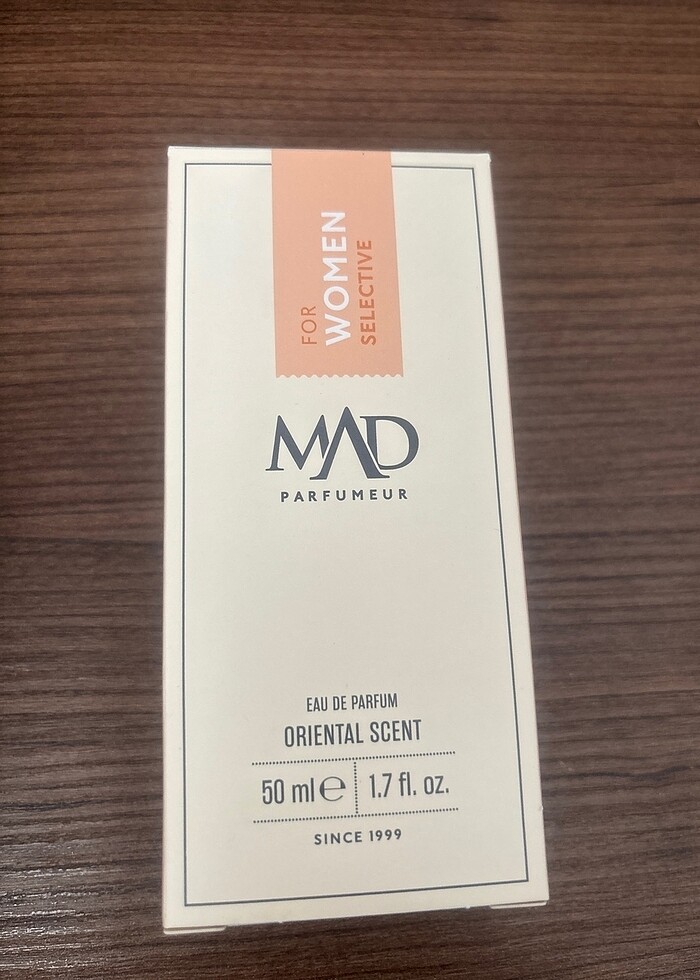 FOR
WOMEN
SELECTIVE
MAD
PARFUMEUR
EAU DE PARFUM
ORIENTAL SCENT
50 ml ℮ 1.7 fl. oz.
SINCE 1999